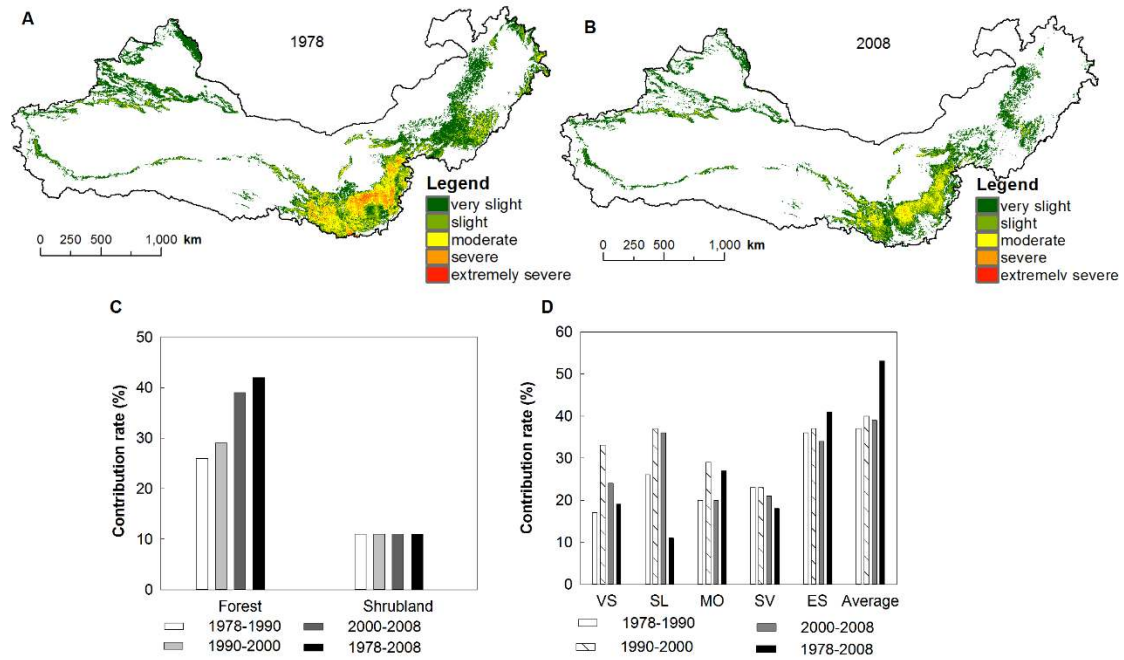 A
1978
Legend
very slight
slight
moderate
severe
extremely severe
0 250 500 1,000 km
B
2008
Legend
very slight
slight
moderate
severe
extremely severe
0 250 500 1,000 km
C
Contribution rate (%)
50
40
30
20
10
0
Forest Shrubland
1978-1990 2000-2008
1990-2000 1978-2008
D
Contribution rate (%)
60
50
40
30
20
10
0
VS SL MO SV ES Average
1978-1990 2000-2008
1990-2000 1978-2008